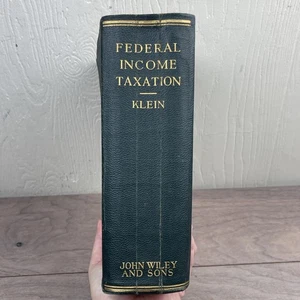 FEDERAL
INCOME
TAXATION
KLEIN
JOHN WILEY
AND SONS